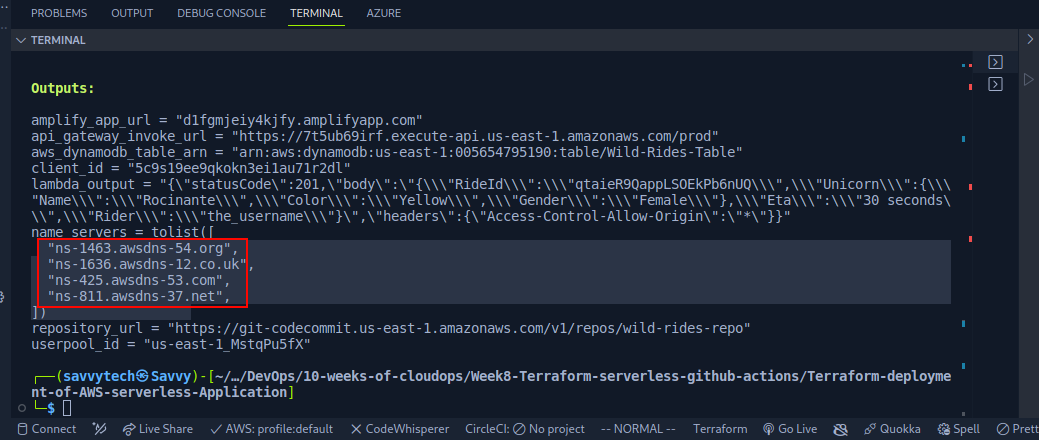 PROBLEMS OUTPUT DEBUG CONSOLE TERMINAL AZURE
TERMINAL
Outputs:
amplify_app_url = "d1fgmjeiy4kjfy.amplifyapp.com"
api_gateway_invoke_url = "https://7t5ub69irf.execute-api.us-east-1.amazonaws.com/prod"
aws_dynamodb_table_arn = "arn:aws:dynamodb:us-east-1:005654795190:table/Wild-Rides-Table"
client_id = "5c9s19ee9qkokn3ei1au71r2dl"
lambda_output = "{\"statusCode\":201,\"body\":\"{\\\"RideId\\\":\\\"qtaieR9QappLSOEkPb6nUQ\\\",\\\"Unicorn\\\":{\\\
"Name\\\":\\\"Rocinante\\\",\\\"Color\\\":\\\"Yellow\\\",\\\"Gender\\\":\\\"Female\\\"},\\\"Eta\\\":\\\"30 seconds\
\\",\\\"Rider\\\":\\\"the_username\\\"}\",\"headers\":{\"Access-Control-Allow-Origin\":\"*\"}}"
name_servers = tolist([
"ns-1463.awsdns-54.org",
"ns-1636.awsdns-12.co.uk",
"ns-425.awsdns-53.com",
"ns-811.awsdns-37.net",
])
repository_url = "https://git-codecommit.us-east-1.amazonaws.com/v1/repos/wild-rides-repo"
userpool_id = "us-east-1_MstqPu5fX"
┌──(savvytech㉿Savvy)-[~/…/DevOps/10-weeks-of-cloudops/Week8-Terraform-serverless-github-actions/Terraform-deployme
nt-of-AWS-serverless-Application]
└─$
Connect Live Share AWS: profile:default CodeWhisperer CircleCI: No project -- NORMAL -- Terraform Go Live Quokka Spell Prett